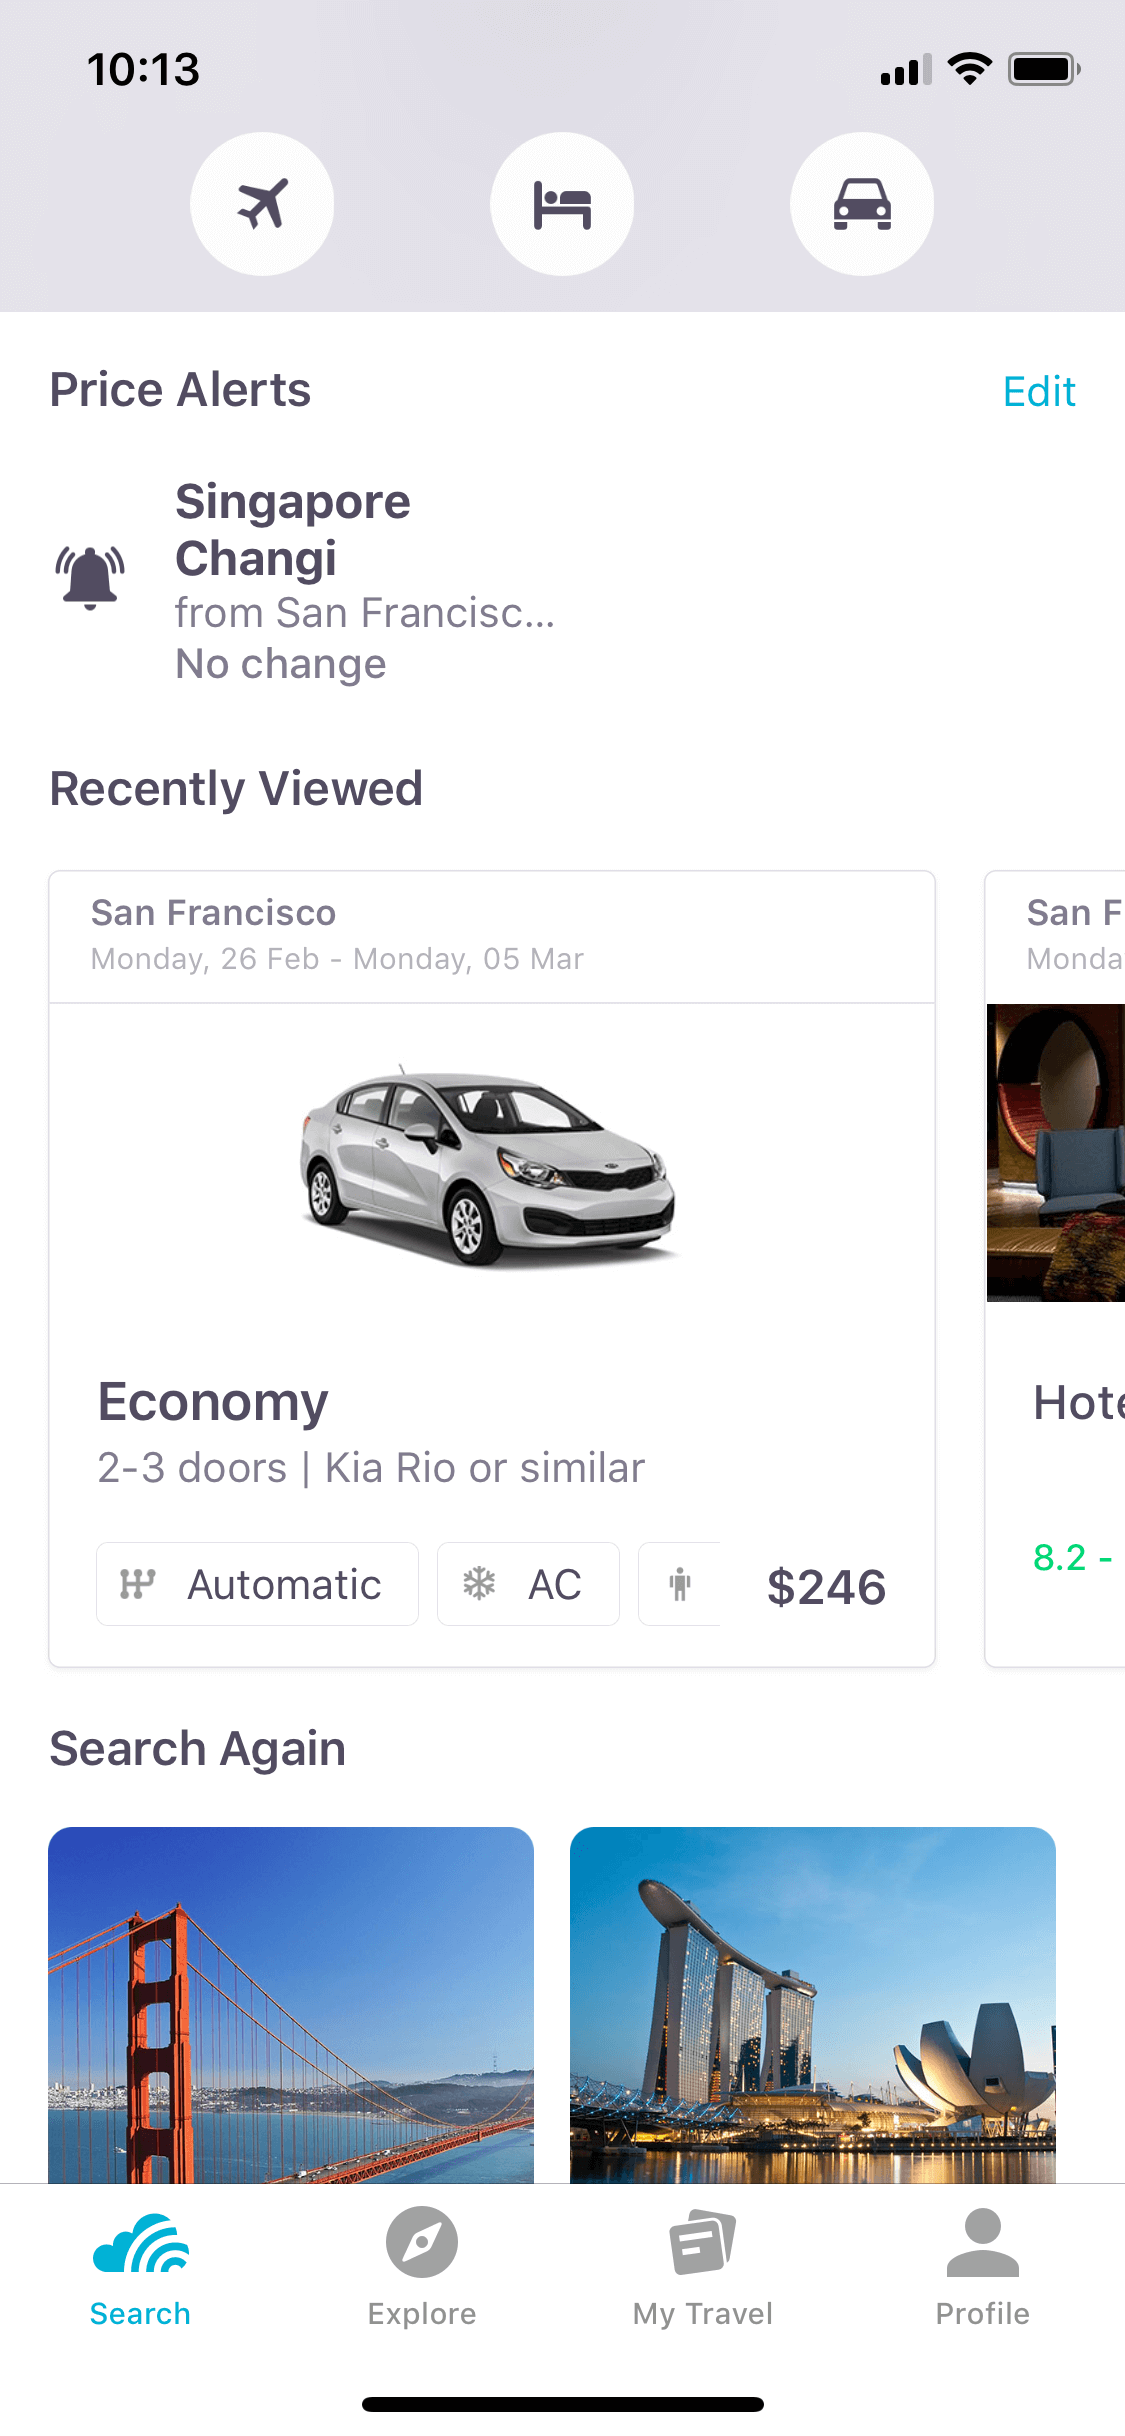 10:13
Price Alerts
Edit
Singapore
Changi
from San Francisc...
No change
Recently Viewed
San Francisco
Monday, 26 Feb - Monday, 05 Mar
Economy
2-3 doors | Kia Rio or similar
Automatic
AC
$246
San F
Monda
Hote
8.2 -
Search Again
Search
Explore
My Travel
Profile